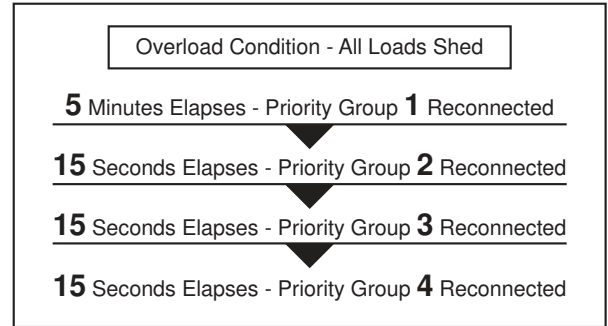 Overload Condition - All Loads Shed
5 Minutes Elapses - Priority Group 1 Reconnected
15 Seconds Elapses - Priority Group 2 Reconnected
15 Seconds Elapses - Priority Group 3 Reconnected
15 Seconds Elapses - Priority Group 4 Reconnected